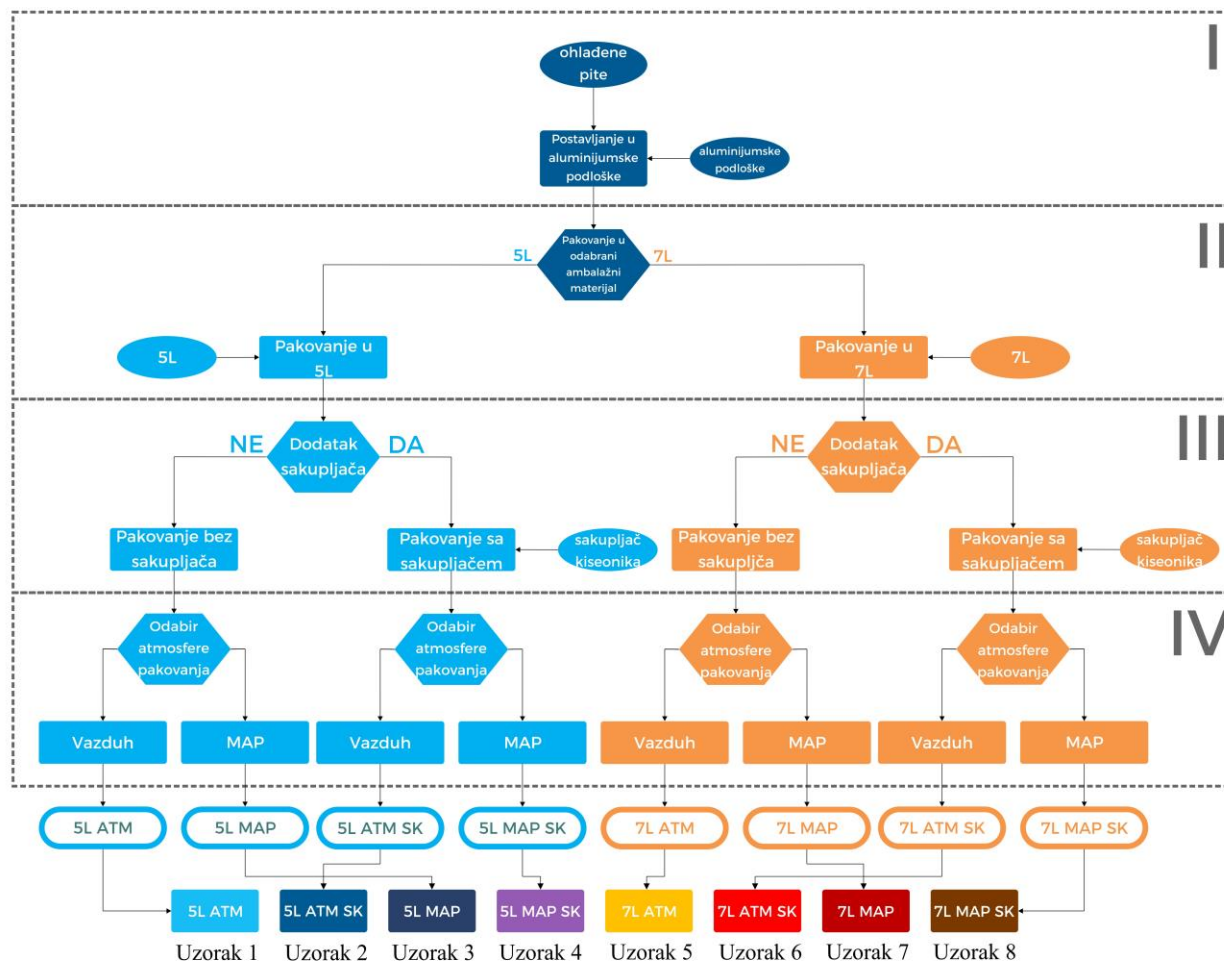 I
ohlađene
pite
Postavljanje u
aluminijumske
podloške
aluminijumske
podloške
II
Pakovanje u
odabrani
ambalažni
materijal
5L
7L
5L
Pakovanje u
5L
Pakovanje u
7L
7L
III
NE
Dodatak
sakupljača
DA
NE
Dodatak
sakupljača
DA
Pakovanje bez
sakupljača
Pakovanje sa
sakupljačem
sakupljač
kiseonika
Pakovanje bez
sakupljča
Pakovanje sa
sakupljačem
sakupljač
kiseonika
IV
Odabir
atmosfere
pakovanja
Odabir
atmosfere
pakovanja
Odabir
atmosfere
pakovanja
Odabir
atmosfere
pakovanja
Vazduh
MAP
Vazduh
MAP
Vazduh
MAP
Vazduh
MAP
5L ATM
5L MAP
5L ATM SK
5L MAP SK
7L ATM
7L MAP
7L ATM SK
7L MAP SK
5L ATM
5L ATM SK
5L MAP
5L MAP SK
7L ATM
7L ATM SK
7L MAP
7L MAP SK
Uzorak 1
Uzorak 2
Uzorak 3
Uzorak 4
Uzorak 5
Uzorak 6
Uzorak 7
Uzorak 8